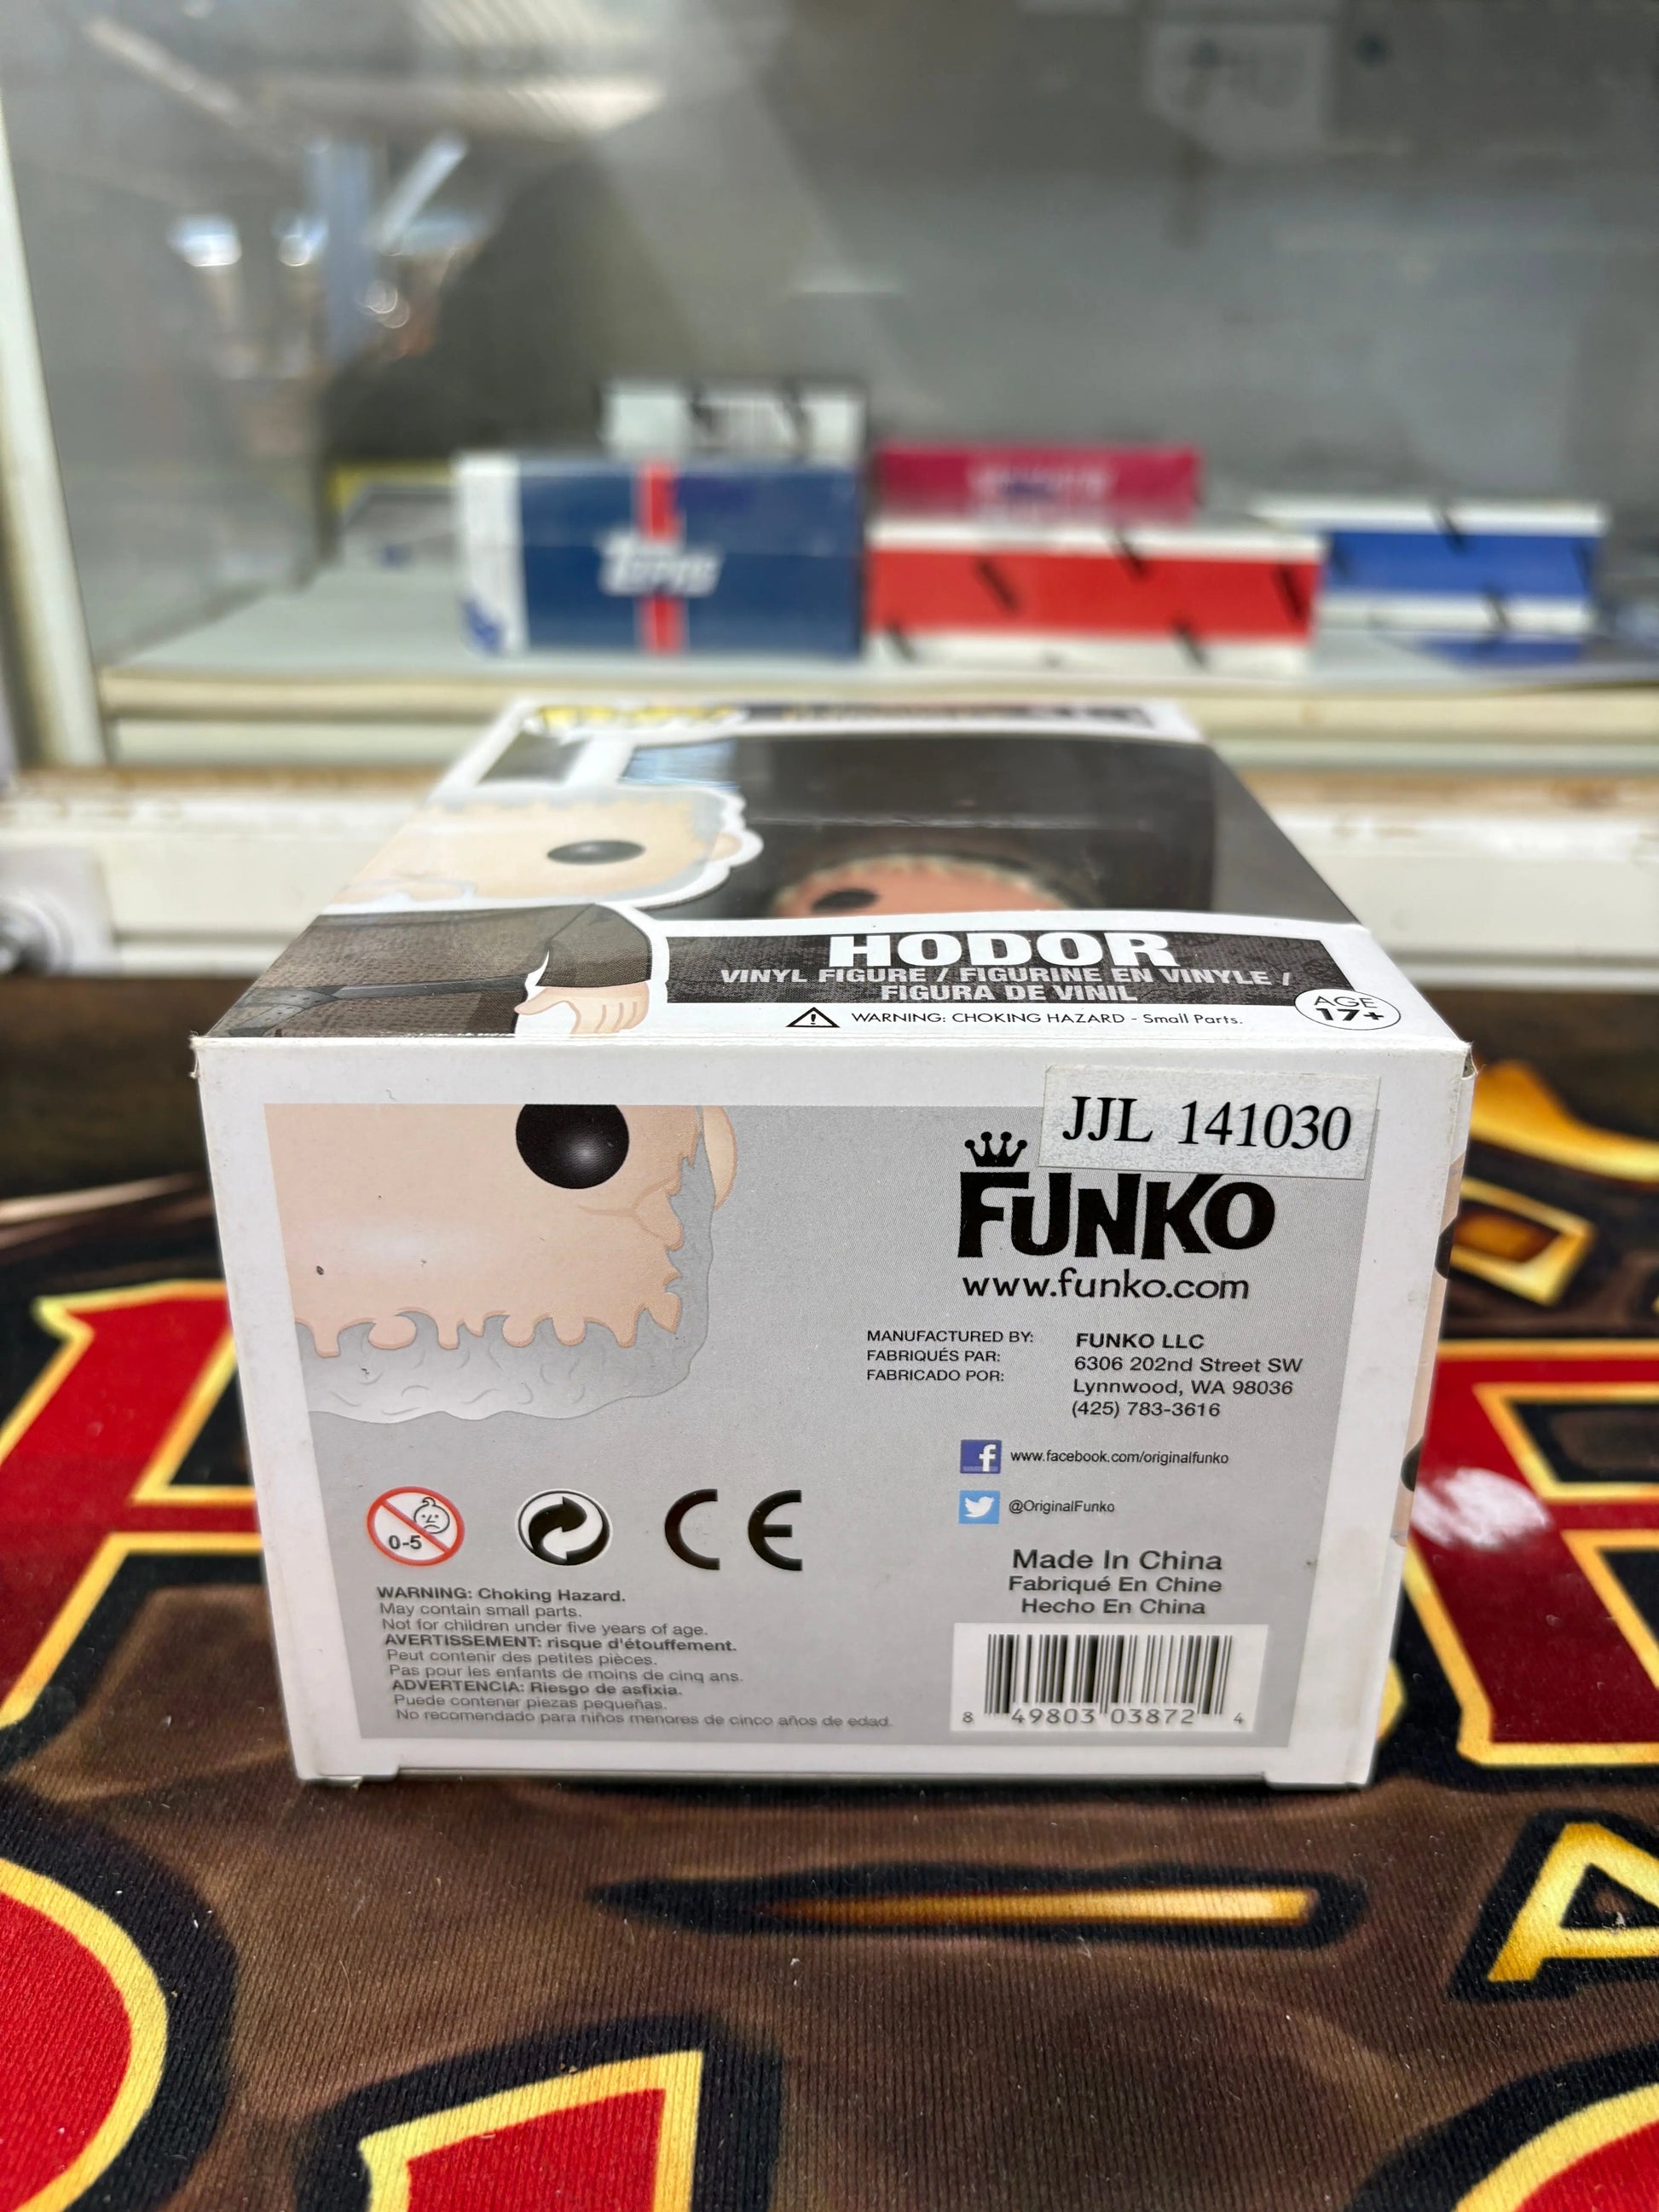 topps
HODOR
VINYL FIGURE / FIGURINE EN VINYLE /
FIGURA DE VINIL
AGE
17+
WARNING: CHOKING HAZARD - Small Parts.
JJL 141030
FUNKO
www.funko.com
MANUFACTURED BY:
FABRIQUÉS PAR:
FABRICADO POR:
FUNKO LLC
6306 202nd Street SW
Lynnwood, WA 98036
(425) 783-3616
f www.facebook.com/originalfunko
@OriginalFunko
0-5
CE
WARNING: Choking Hazard.
May contain small parts.
Not for children under five years of age.
AVERTISSEMENT: risque d'étouffement.
Peut contenir des petites pièces.
Pas pour les enfants de moins de cinq ans.
ADVERTENCIA: Riesgo de asfixia.
Puede contener piezas pequeñas.
No recomendado para niños menores de cinco años de edad.
Made In China
Fabriqué En Chine
Hecho En China
8 49803 03872 4
A